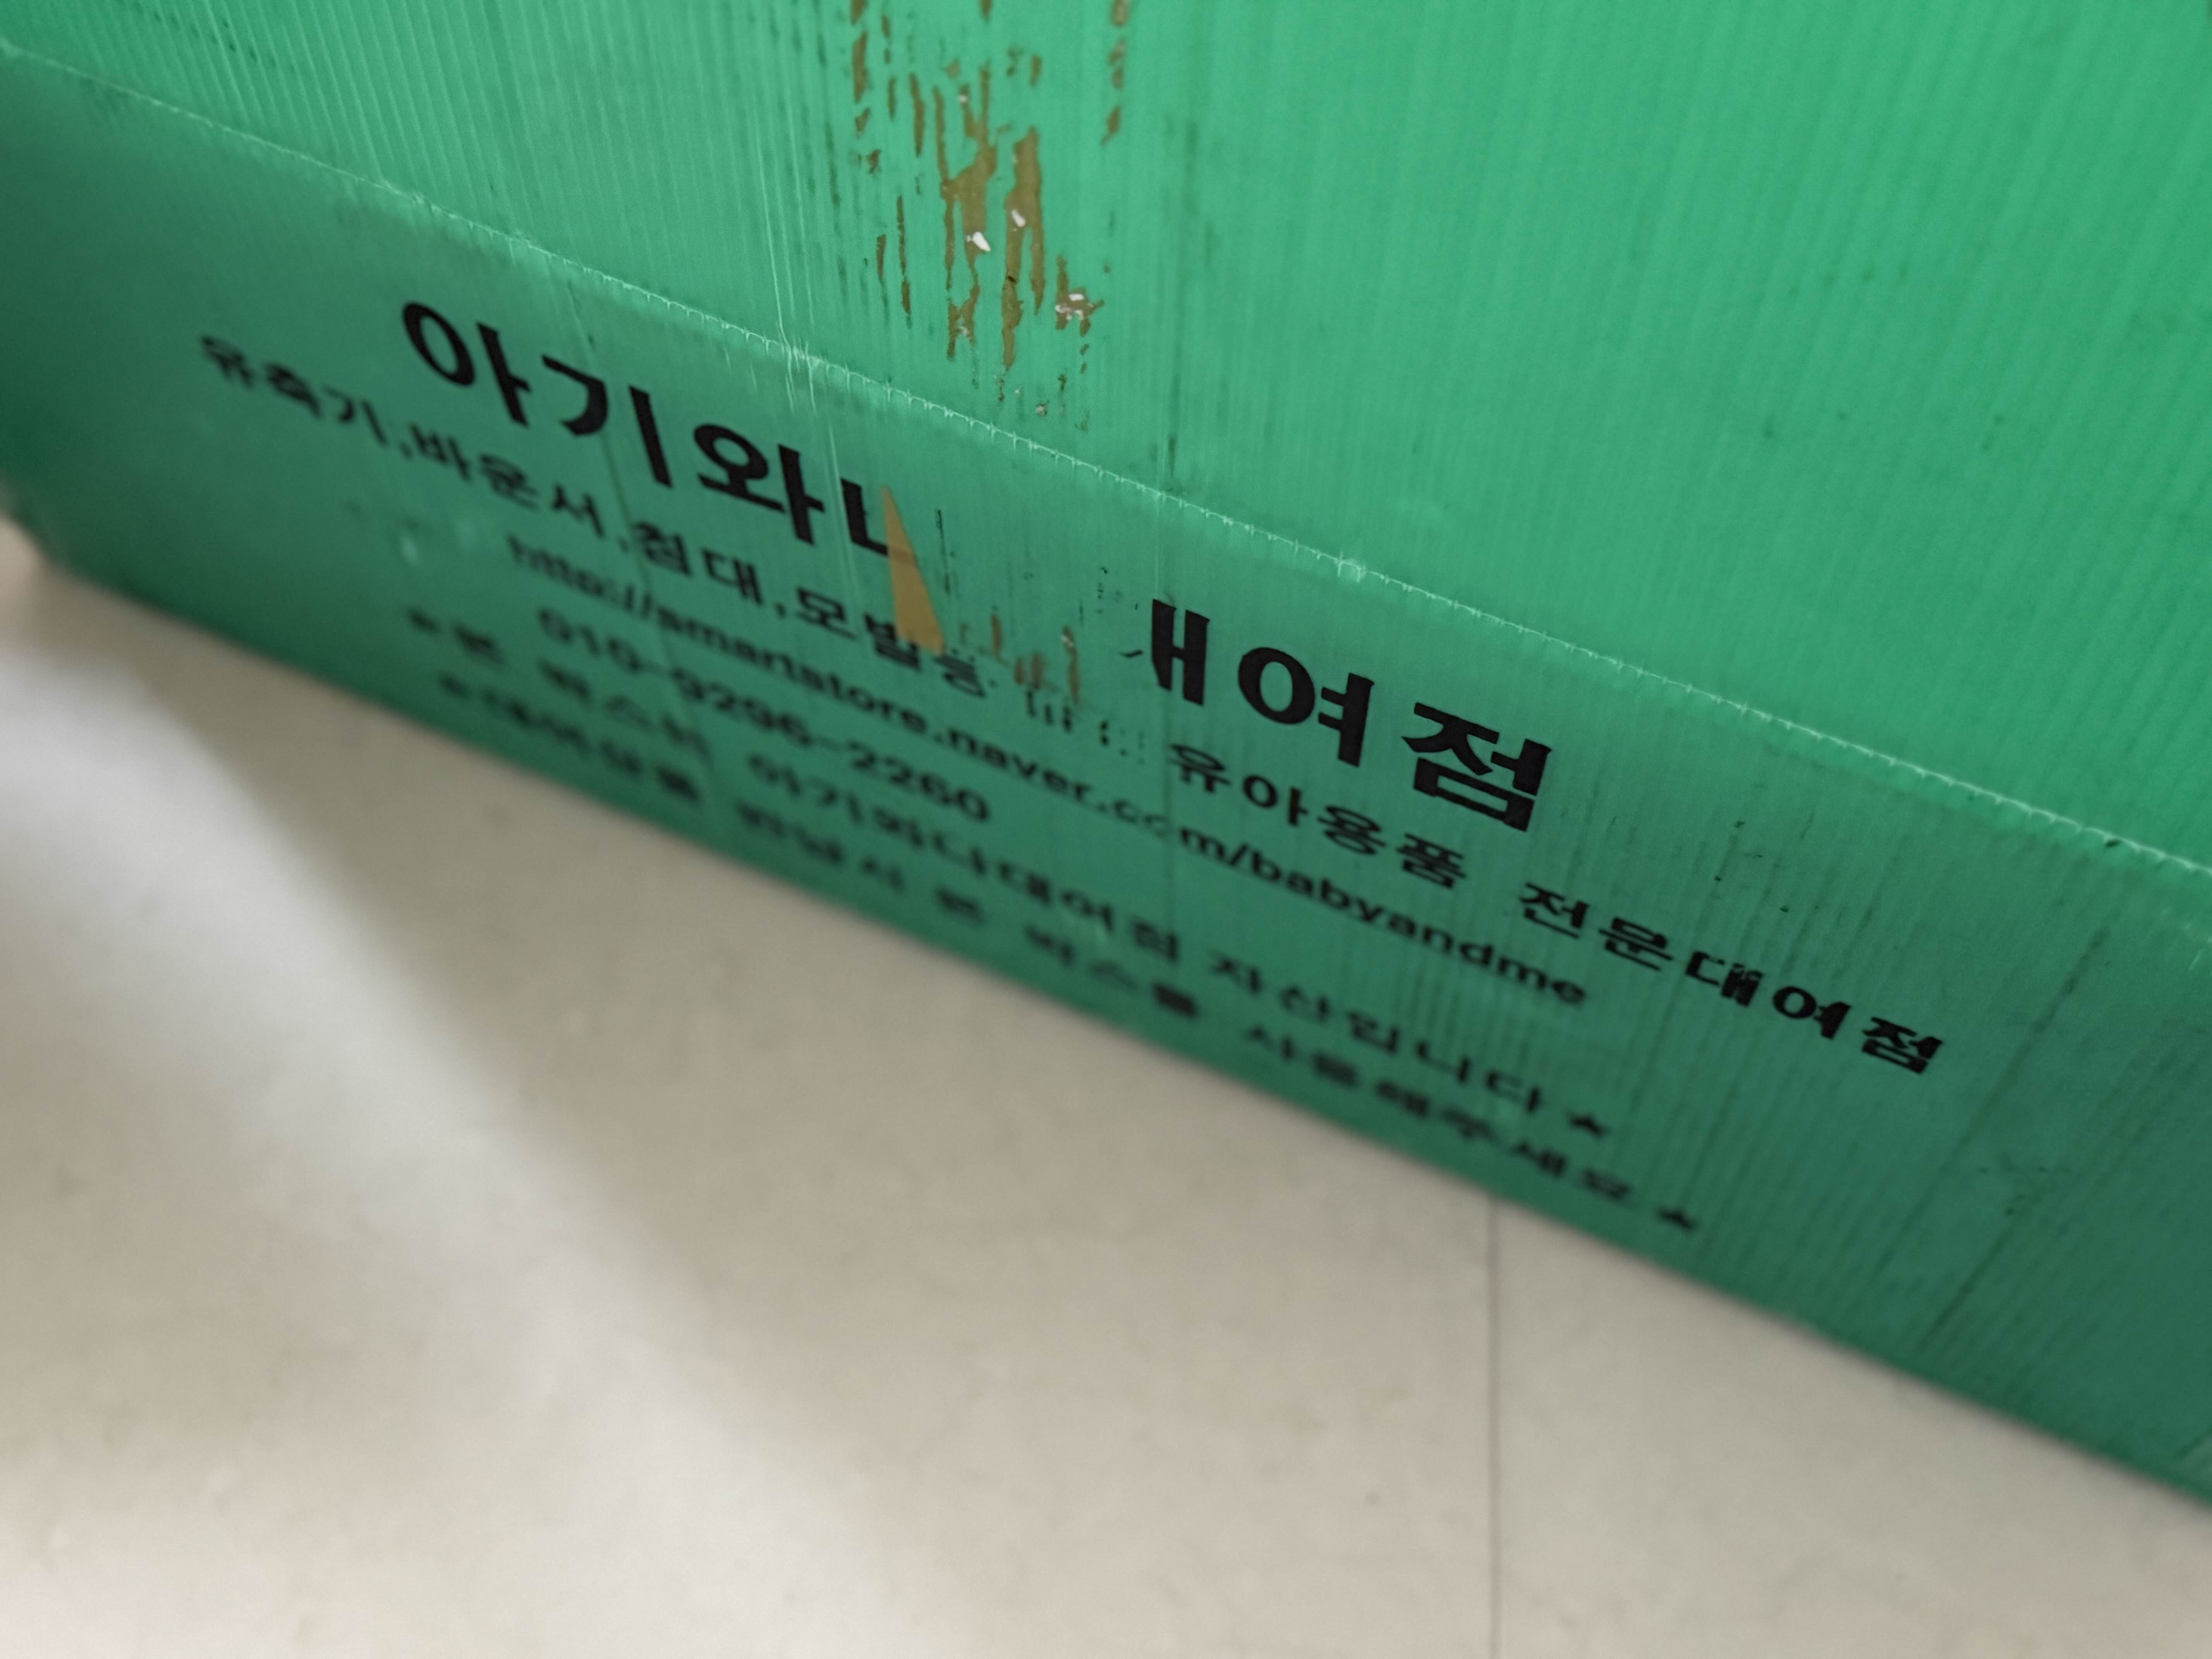 아기와나 대여점
유축기,바운서,침대,모빌등 유아용품 전문대여점
http://smartstore.naver.com/babyandme
010-9296-2260
★본 박스는 아기와나대여점 자산입니다★
★대여상품 반납시 본 박스를 사용해주세요★